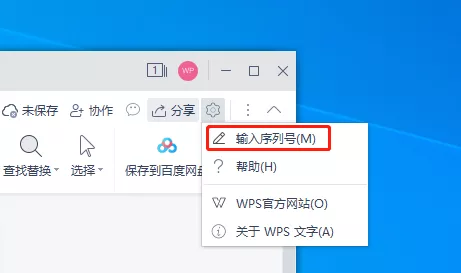 1 WP
未保存 协作 分享
输入序列号(M)
查找替换 选择 保存到百度网盘
帮助(H)
WPS官方网站(O)
关于 WPS 文字(A)